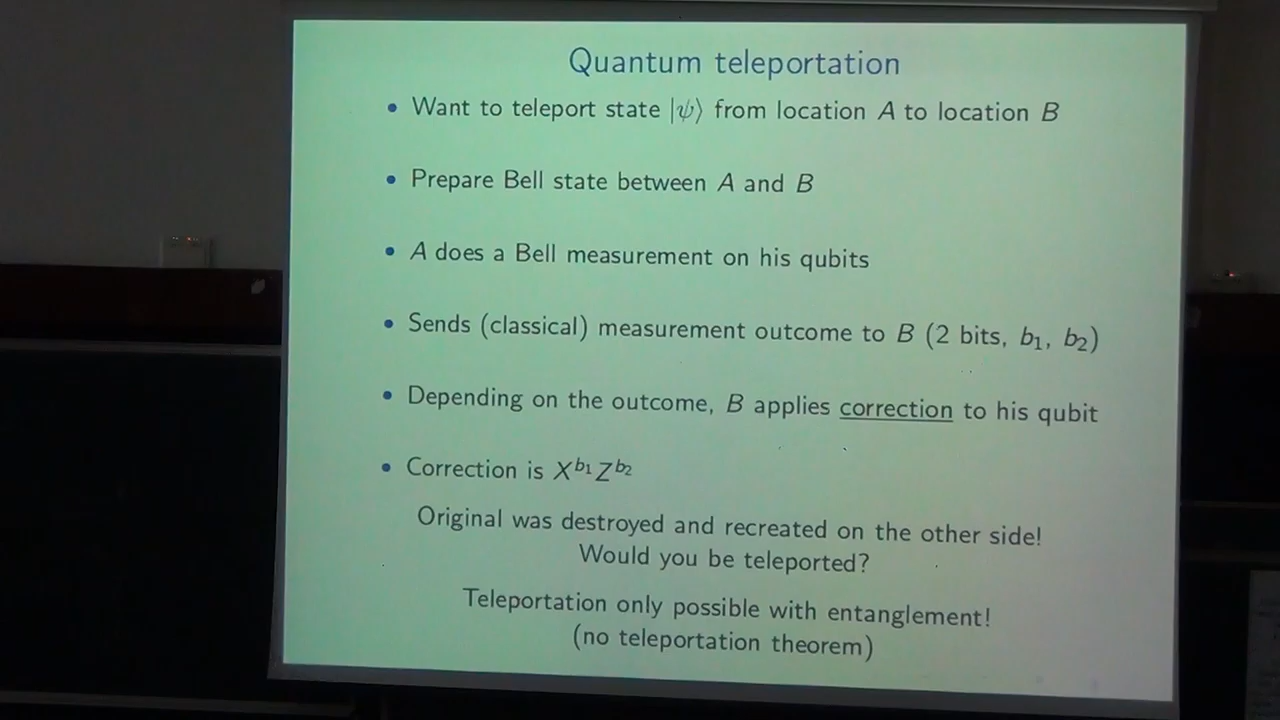 Quantum teleportation
• Want to teleport state |ψ⟩ from location A to location B
• Prepare Bell state between A and B
• A does a Bell measurement on his qubits
• Sends (classical) measurement outcome to B (2 bits, b₁, b₂)
• Depending on the outcome, B applies correction to his qubit
• Correction is X^{b₁} Z^{b₂}
Original was destroyed and recreated on the other side!
Would you be teleported?
Teleportation only possible with entanglement!
(no teleportation theorem)